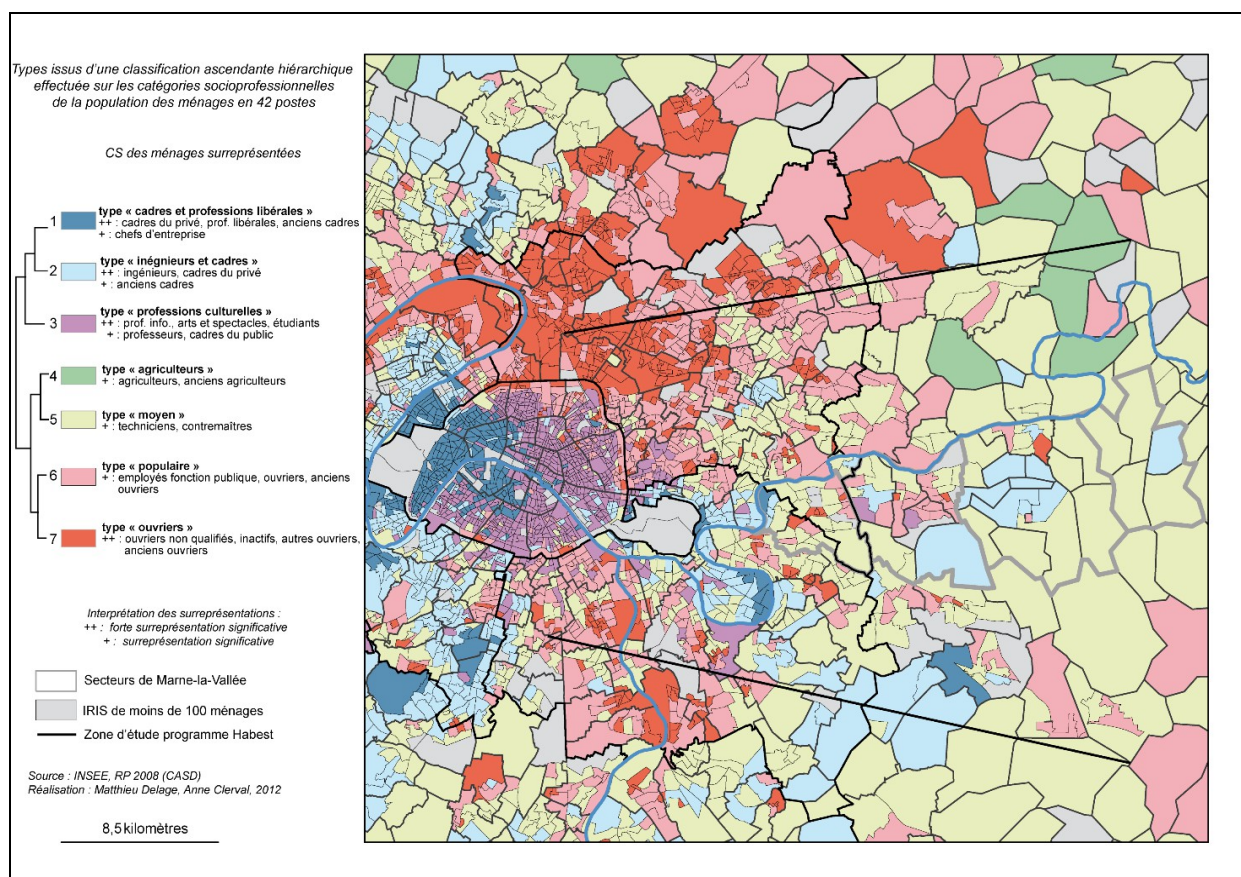 Types issus d'une classification ascendante hiérarchique
effectuée sur les catégories socioprofessionnelles
de la population des ménages en 42 postes
CS des ménages surreprésentées
1 type « cadres et professions libérales »
++ : cadres du privé, prof. libérales, anciens cadres
+ : chefs d'entreprise
2 type « inégnieurs et cadres »
++ : ingénieurs, cadres du privé
+ : anciens cadres
3 type « professions culturelles »
++ : prof. info., arts et spectacles, étudiants
+ : professeurs, cadres du public
4 type « agriculteurs »
+ : agriculteurs, anciens agriculteurs
5 type « moyen »
+ : techniciens, contremaîtres
6 type « populaire »
+ : employés fonction publique, ouvriers, anciens
ouvriers
7 type « ouvriers »
++ : ouvriers non qualifiés, inactifs, autres ouvriers,
anciens ouvriers
Interprétation des surreprésentations :
++ : forte surreprésentation significative
+ : surreprésentation significative
Secteurs de Marne-la-Vallée
IRIS de moins de 100 ménages
Zone d'étude programme Habest
Source : INSEE, RP 2008 (CASD)
Réalisation : Matthieu Delage, Anne Clerval, 2012
8,5 kilomètres